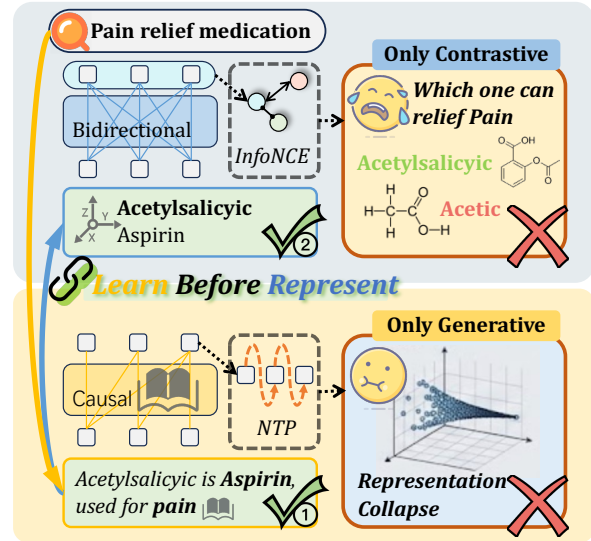 Pain relief medication
Bidirectional
InfoNCE
Only Contrastive
Which one can
relief Pain
Acetylsalicyic
O
OH
O
O
Acetic
H
H
C
C
O
H
O
H
Z
Y
X
Acetylsalicyic
Aspirin
2
Learn Before Represent
Causal
NTP
Only Generative
Representation
Collapse
Acetylsalicyic is Aspirin,
used for pain
1